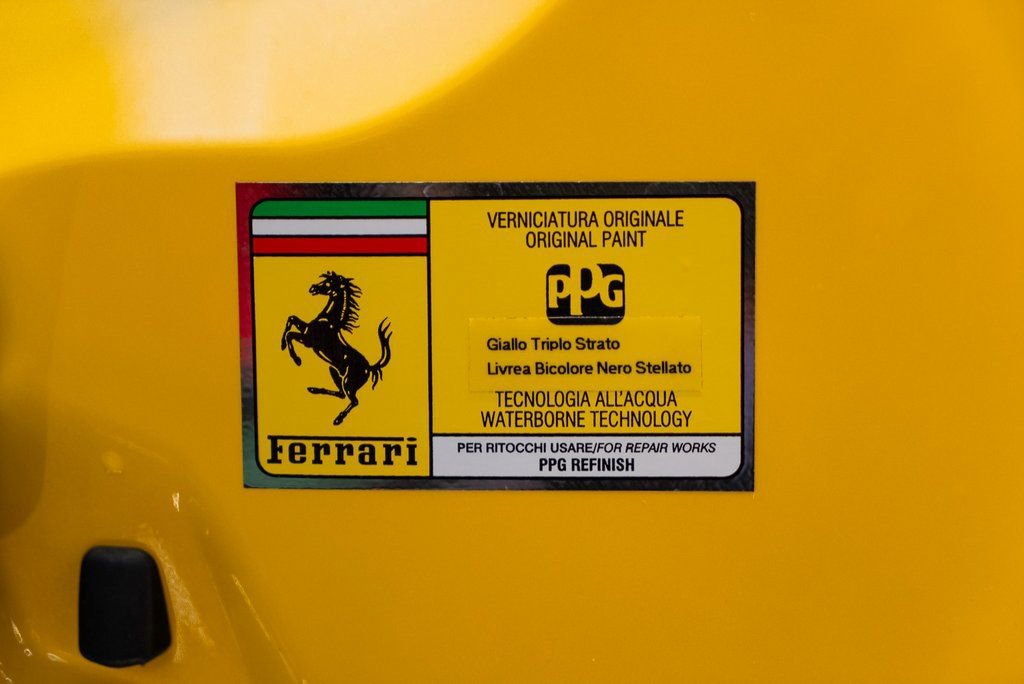 Ferrari
VERNICIATURA ORIGINALE
ORIGINAL PAINT
PPG
Giallo Triplo Strato
Livrea Bicolore Nero Stellato
TECNOLOGIA ALL'ACQUA
WATERBORNE TECHNOLOGY
PER RITOCCHI USARE/FOR REPAIR WORKS
PPG REFINISH